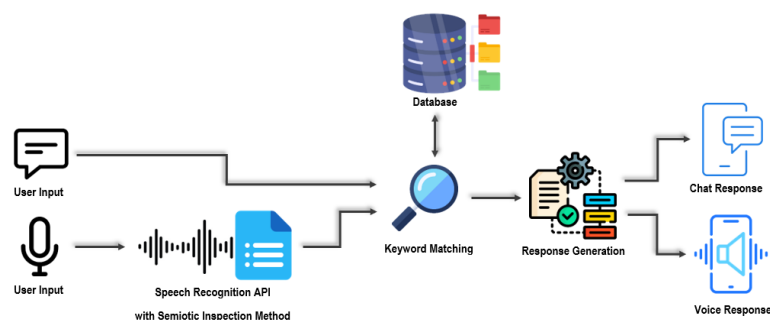 Database
User Input
Chat Response
Keyword Matching
Response Generation
User Input
Speech Recognition API
with Semiotic Inspection Method
Voice Response